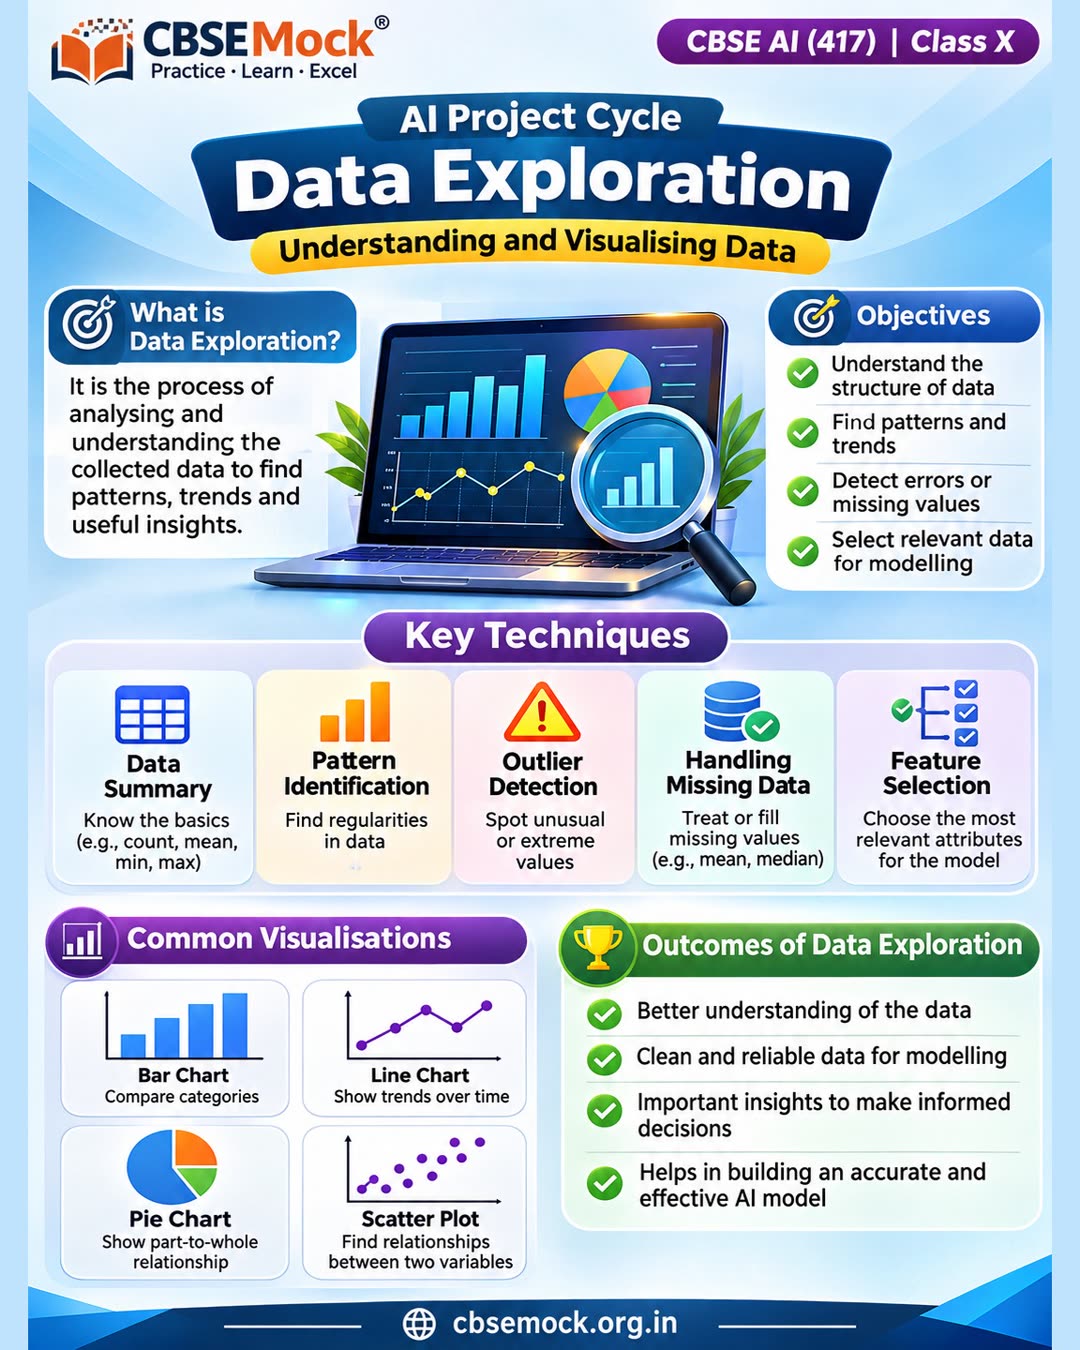 CBSEMock®
Practice · Learn · Excel
CBSE AI (417) | Class X
AI Project Cycle
Data Exploration
Understanding and Visualising Data
What is
Data Exploration?
It is the process of
analysing and
understanding the
collected data to find
patterns, trends and
useful insights.
Objectives
Understand the
structure of data
Find patterns and
trends
Detect errors or
missing values
Select relevant data
for modelling
Key Techniques
Data
Summary
Know the basics
(e.g., count, mean,
min, max)
Pattern
Identification
Find regularities
in data
Outlier
Detection
Spot unusual
or extreme
values
Handling
Missing Data
Treat or fill
missing values
(e.g., mean, median)
Feature
Selection
Choose the most
relevant attributes
for the model
Common Visualisations
Bar Chart
Compare categories
Line Chart
Show trends over time
Pie Chart
Show part-to-whole
relationship
Scatter Plot
Find relationships
between two variables
Outcomes of Data Exploration
Better understanding of the data
Clean and reliable data for modelling
Important insights to make informed
decisions
Helps in building an accurate and
effective AI model
cbsemock.org.in